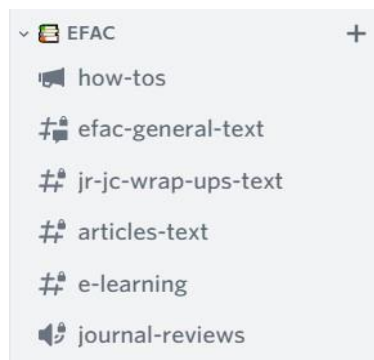 EFAC
how-tos
efac-general-text
jr-jc-wrap-ups-text
articles-text
e-learning
journal-reviews